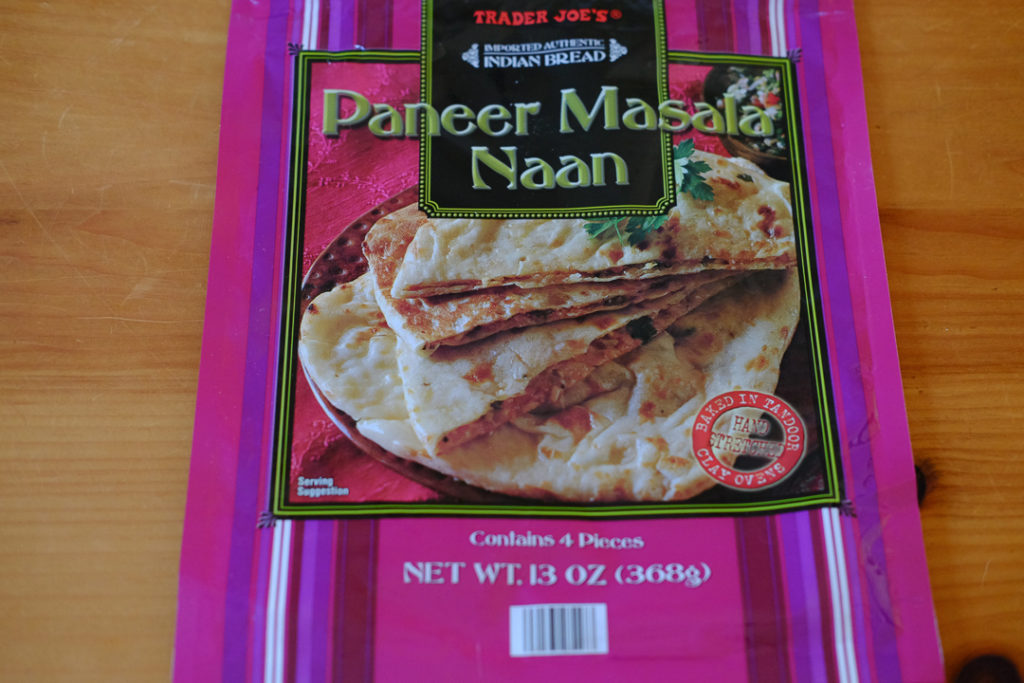 TRADER JOE'S®
IMPORTED AUTHENTIC
INDIAN BREAD
Paneer Masala
Naan
BAKED IN TANDOOR
HAND
STRETCHED
CLAY OVENS
Serving
Suggestion
Contains 4 Pieces
NET WT. 13 OZ (368g)